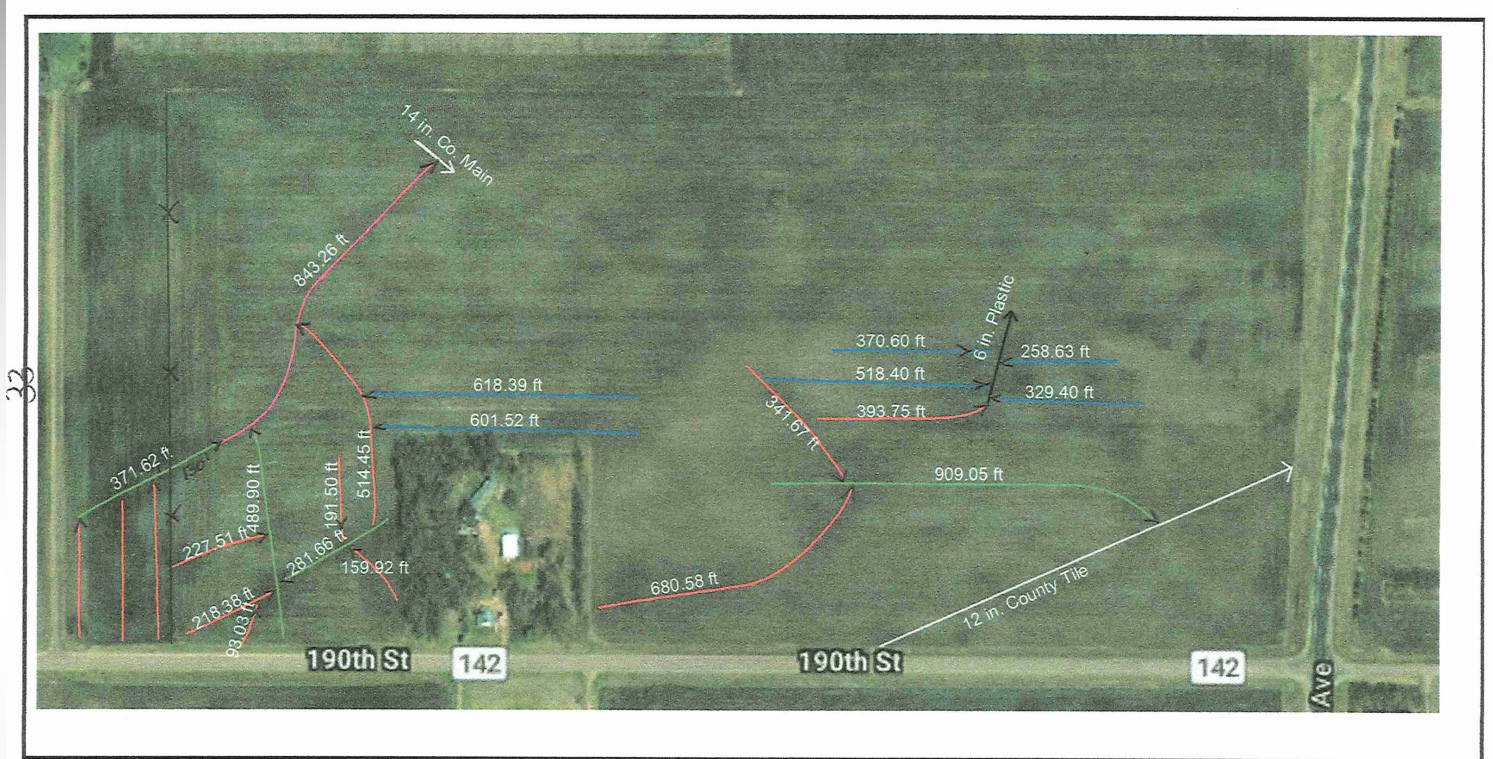 14 in. Co. Main
843.26 ft
6 in. Plastic
370.60 ft
258.63 ft
518.40 ft
329.40 ft
393.75 ft
341.67 ft
618.39 ft
601.52 ft
33
371.62 ft
150'
489.90 ft
191.50 ft
514.45 ft
909.05 ft
227.51 ft
281.66 ft
159.92 ft
218.38 ft
93.03 ft
680.58 ft
12 in. County Tile
190th St
142
190th St
142
Ave